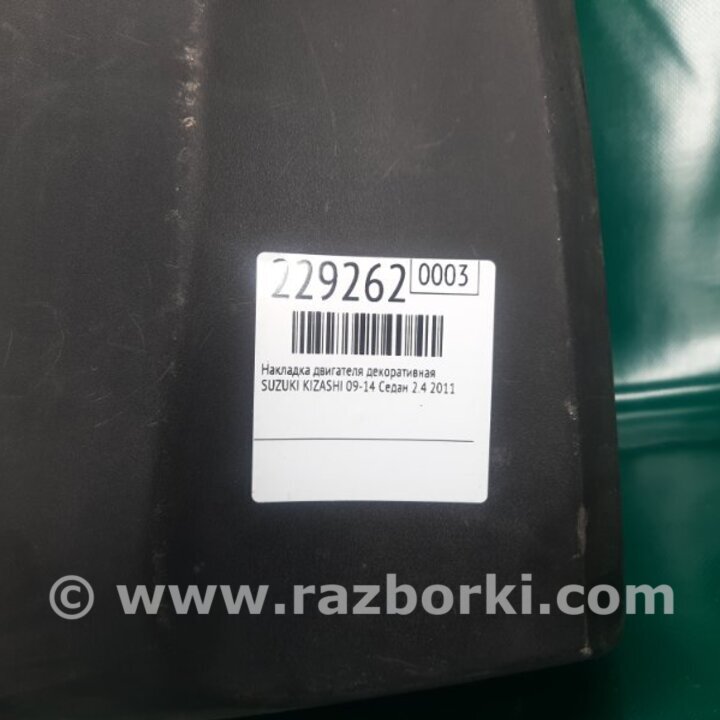 229262 0003
Накладка двигателя декоративная
SUZUKI KIZASHI 09-14 Седан 2.4 2011
© www.razborki.com